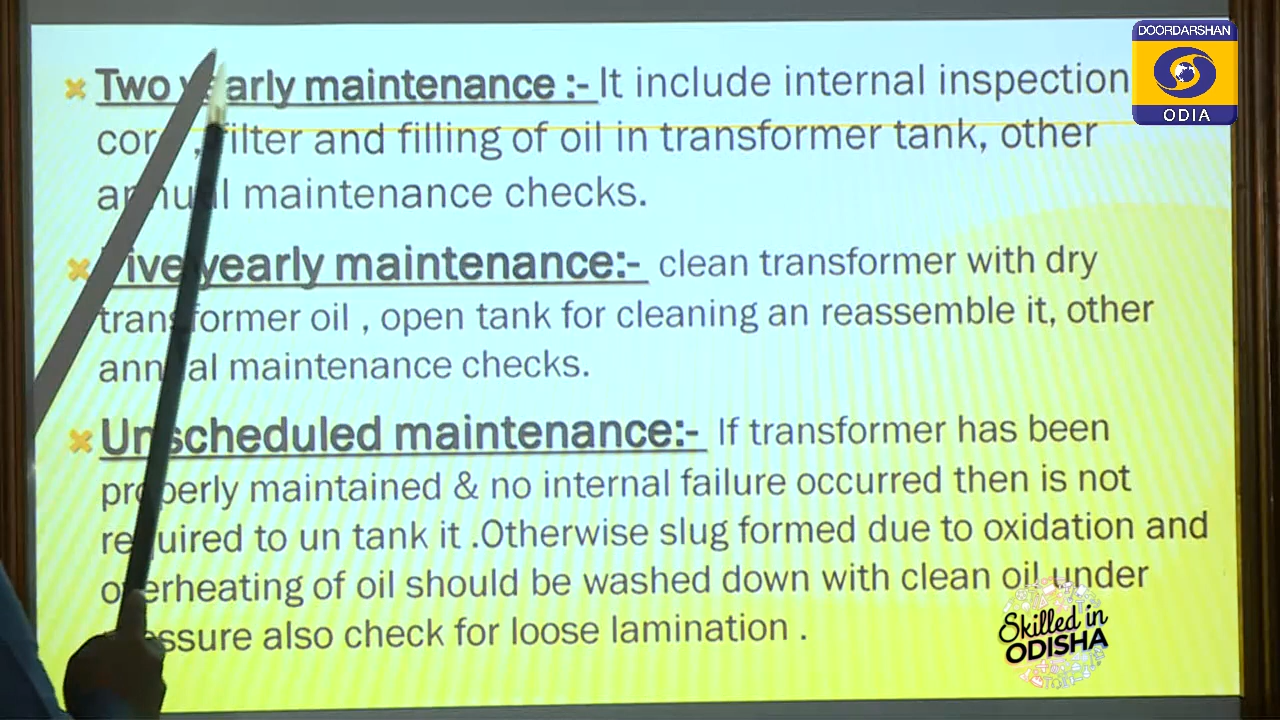 DOORDARSHAN
ODIA
Two yearly maintenance :- It include internal inspection
filter and filling of oil in transformer tank, other
annual maintenance checks.
Five yearly maintenance:- clean transformer with dry
transformer oil , open tank for cleaning an reassemble it, other
annual maintenance checks.
Unscheduled maintenance:- If transformer has been
properly maintained & no internal failure occurred then is not
required to un tank it .Otherwise slug formed due to oxidation and
overheating of oil should be washed down with clean oil under
pressure also check for loose lamination .
Skilled in
ODISHA